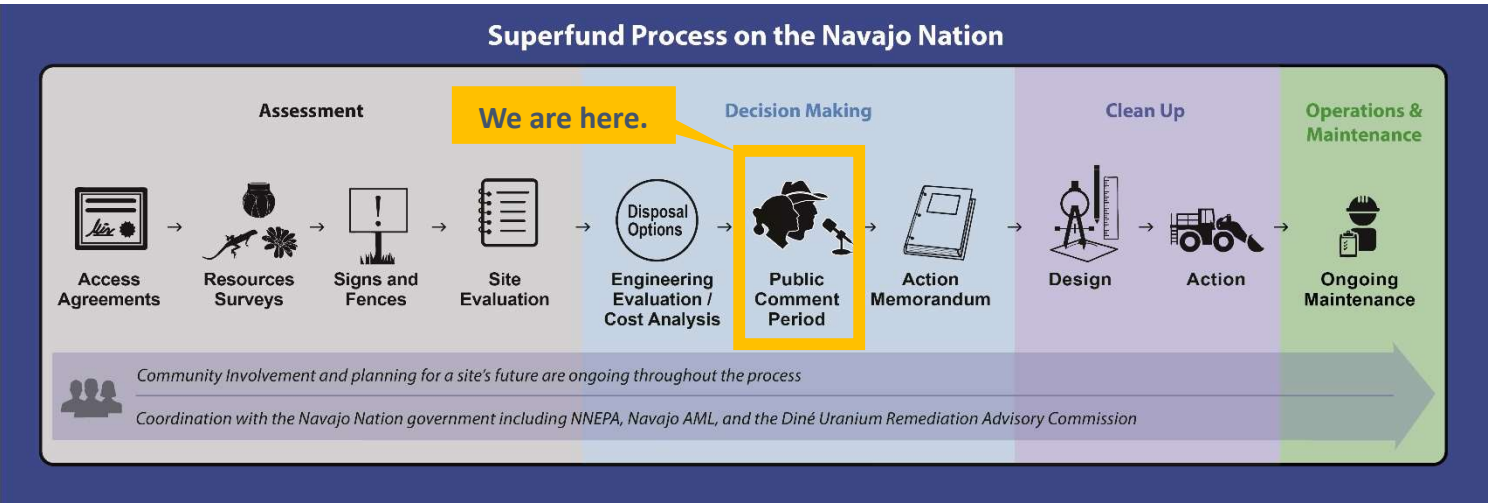 Superfund Process on the Navajo Nation
Assessment
We are here.
Decision Making
Clean Up
Operations &
Maintenance
!
Disposal
Options
Access
Agreements
Resources
Surveys
Signs and
Fences
Site
Evaluation
Engineering
Evaluation /
Cost Analysis
Public
Comment
Period
Action
Memorandum
Design
Action
Ongoing
Maintenance
Community Involvement and planning for a site's future are ongoing throughout the process
Coordination with the Navajo Nation government including NNEPA, Navajo AML, and the Diné Uranium Remediation Advisory Commission